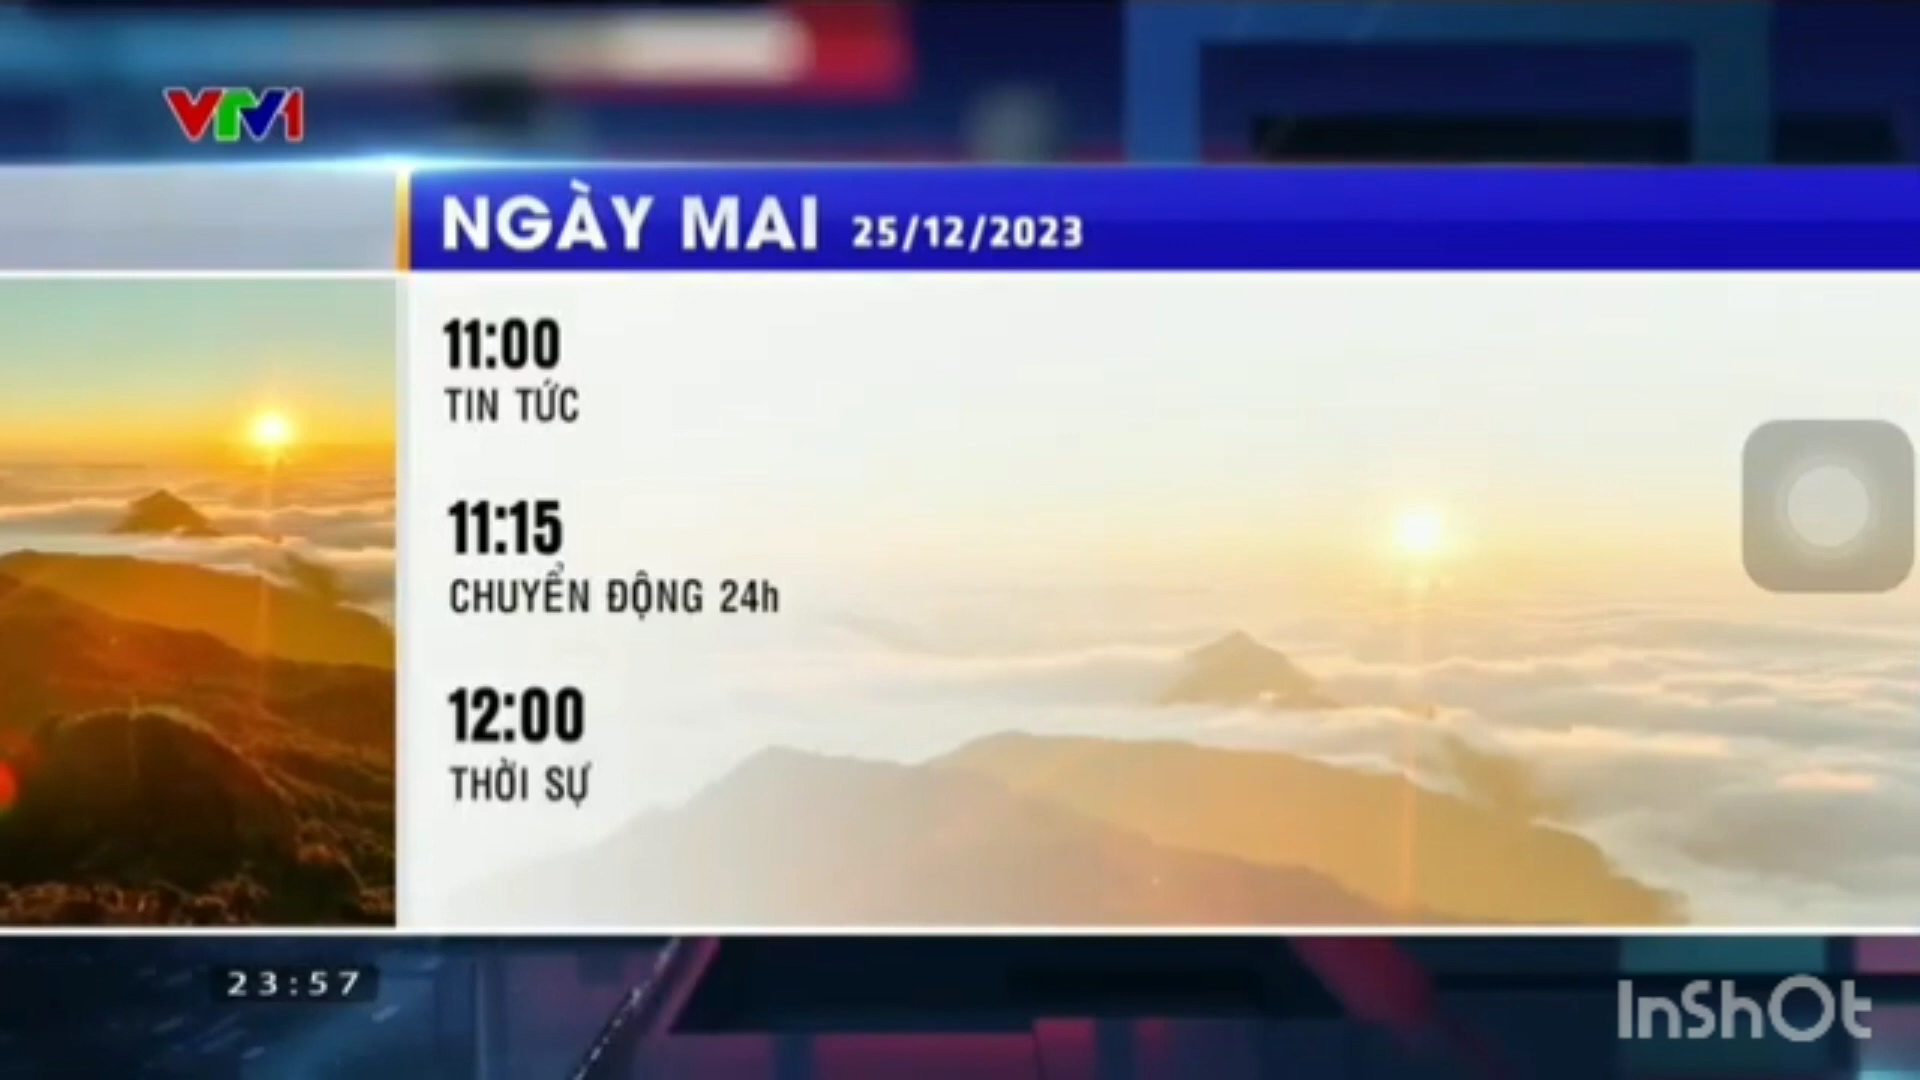 VTV1
NGÀY MAI 25/12/2023
11:00
TIN TỨC
11:15
CHUYỂN ĐỘNG 24h
12:00
THỜI SỰ
23:57
InShOt